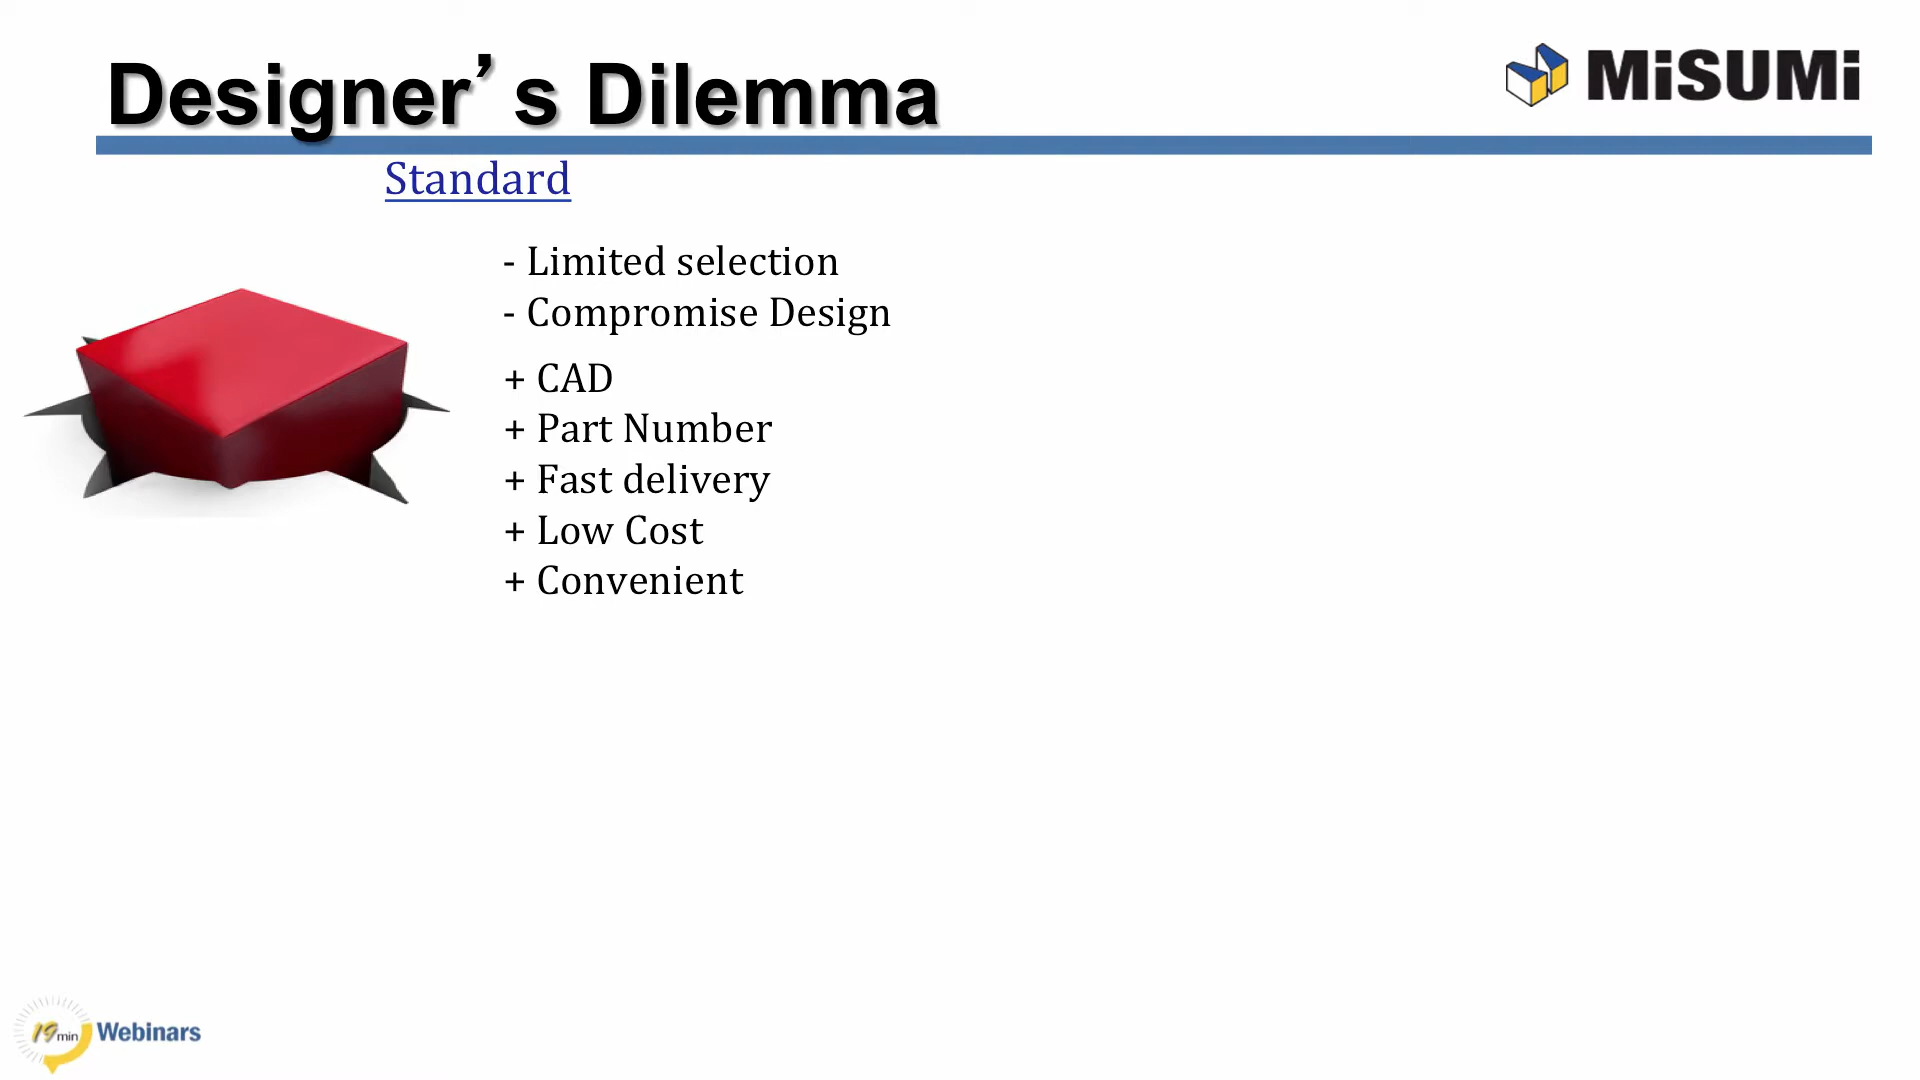 Designer’s Dilemma
MiSUMi
Standard
- Limited selection
- Compromise Design
+ CAD
+ Part Number
+ Fast delivery
+ Low Cost
+ Convenient
19 min Webinars